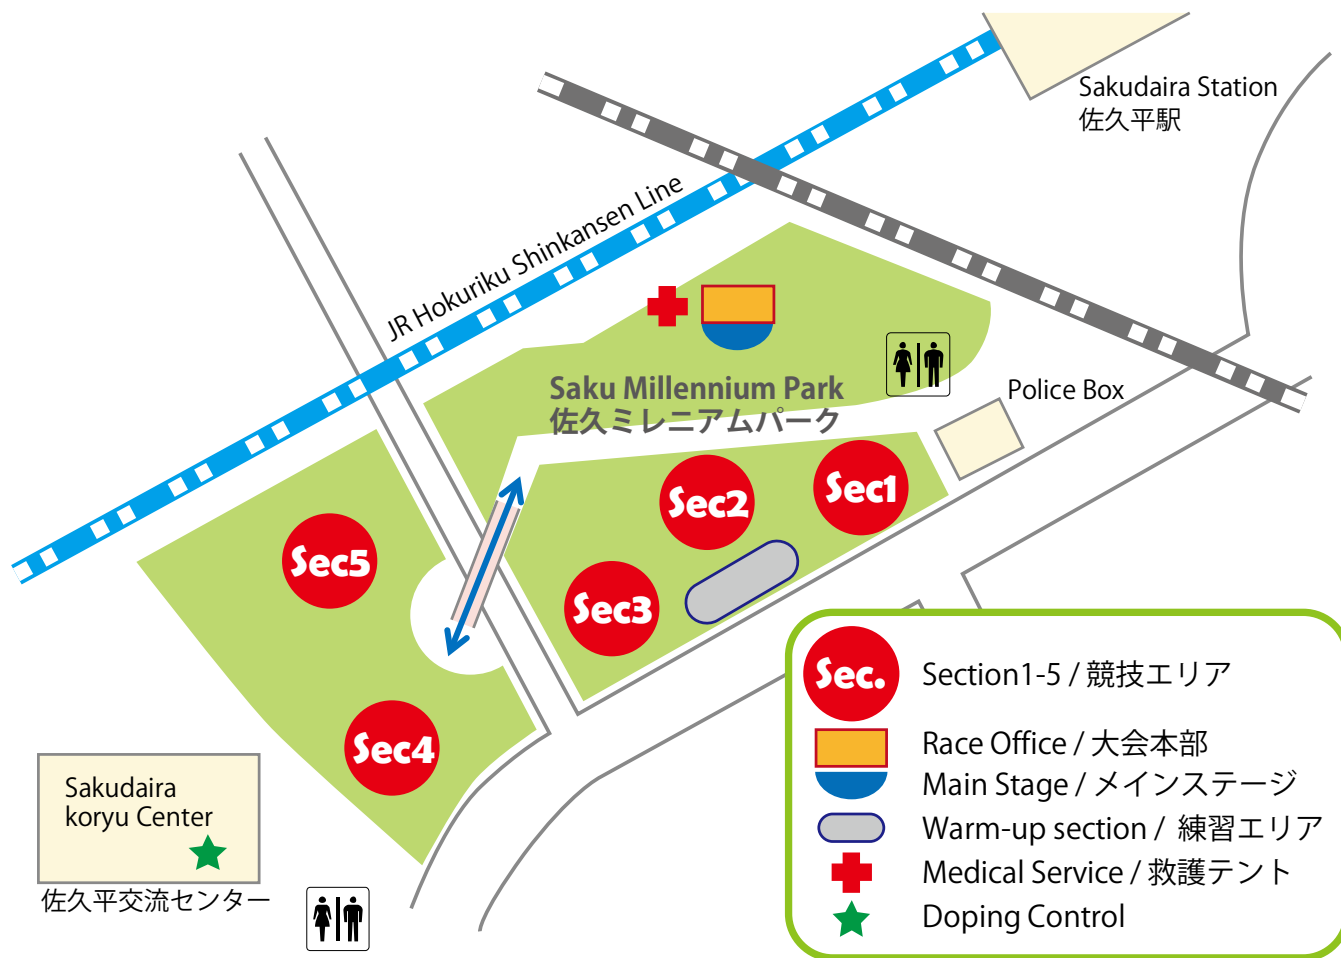 Sakudaira Station
佐久平駅
JR Hokuriku Shinkansen Line
Saku Millennium Park
佐久ミレニアムパーク
Police Box
Sec1
Sec2
Sec3
Sec5
Sec4
Sakudaira
koryu Center
佐久平交流センター
Sec.
Section1-5 / 競技エリア
Race Office / 大会本部
Main Stage / メインステージ
Warm-up section / 練習エリア
Medical Service / 救護テント
Doping Control